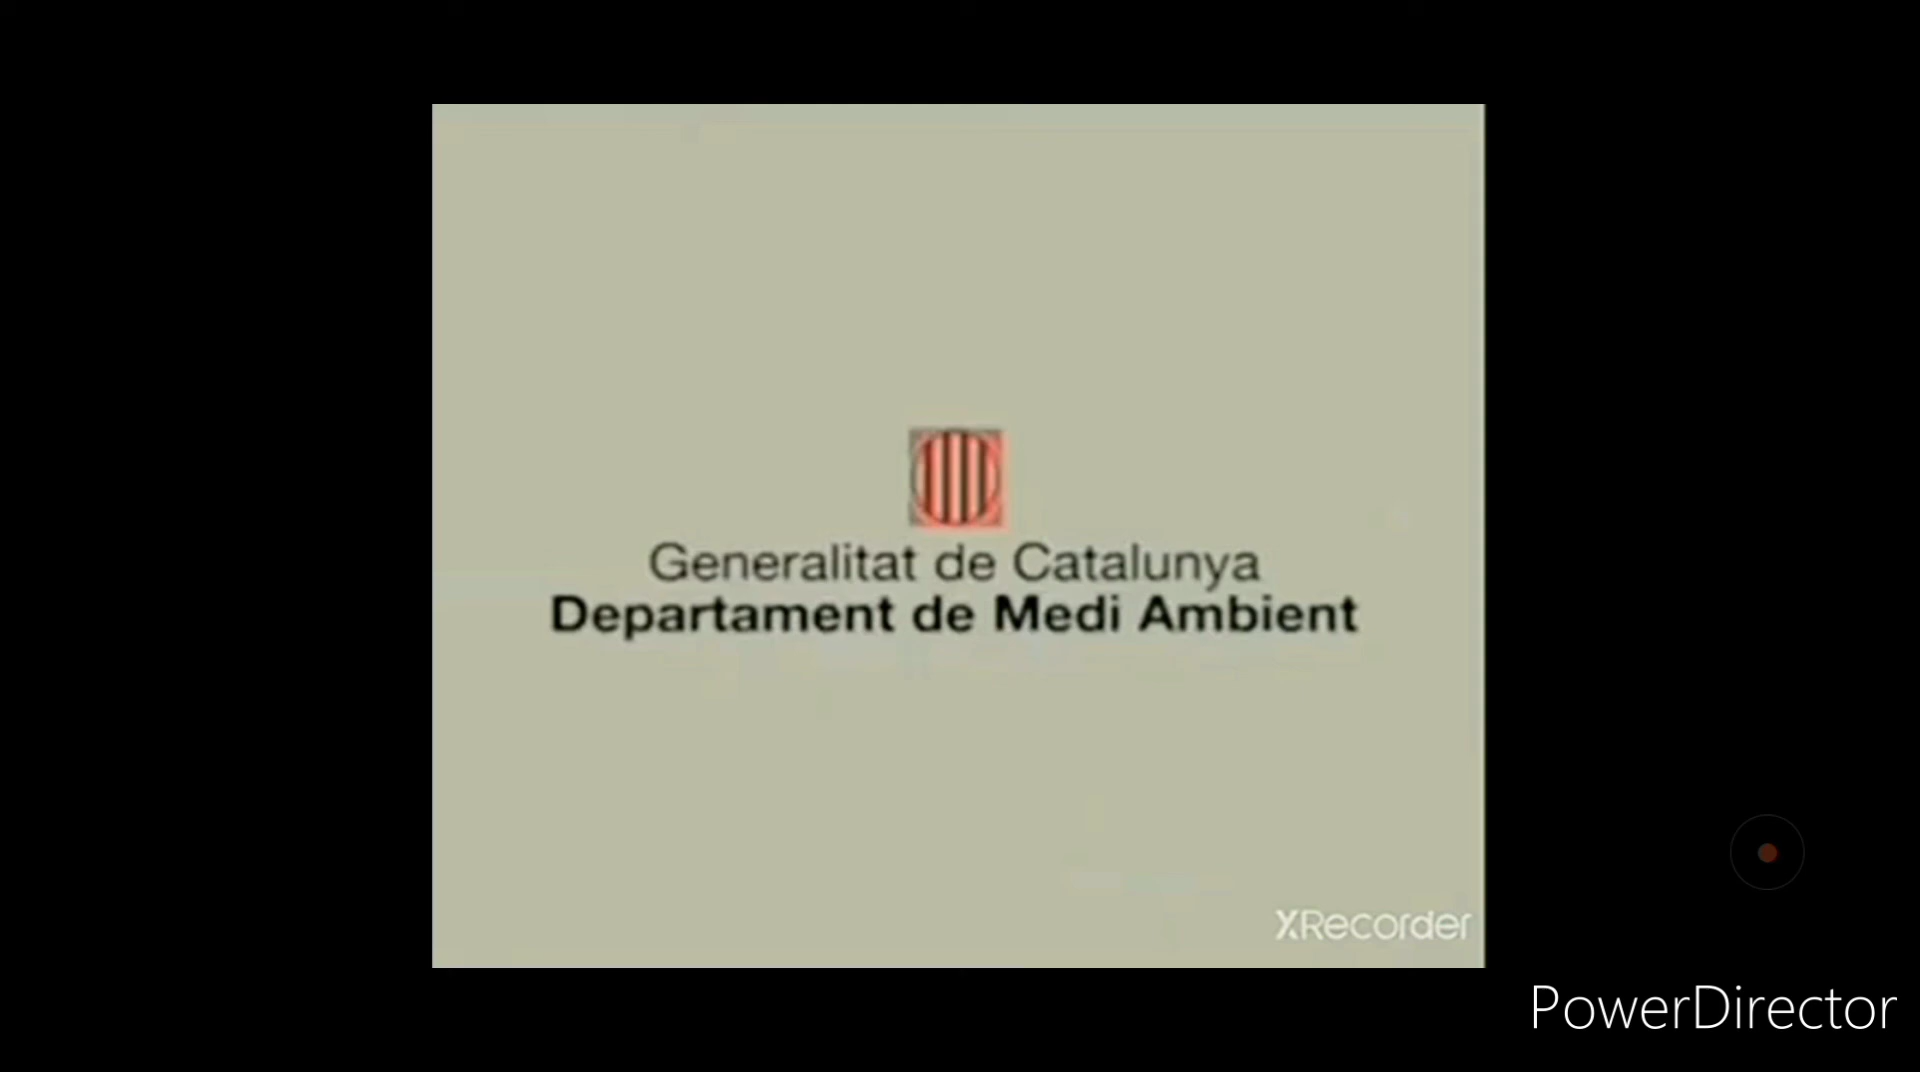 Generalitat de Catalunya
Departament de Medi Ambient
XRecorder
PowerDirector